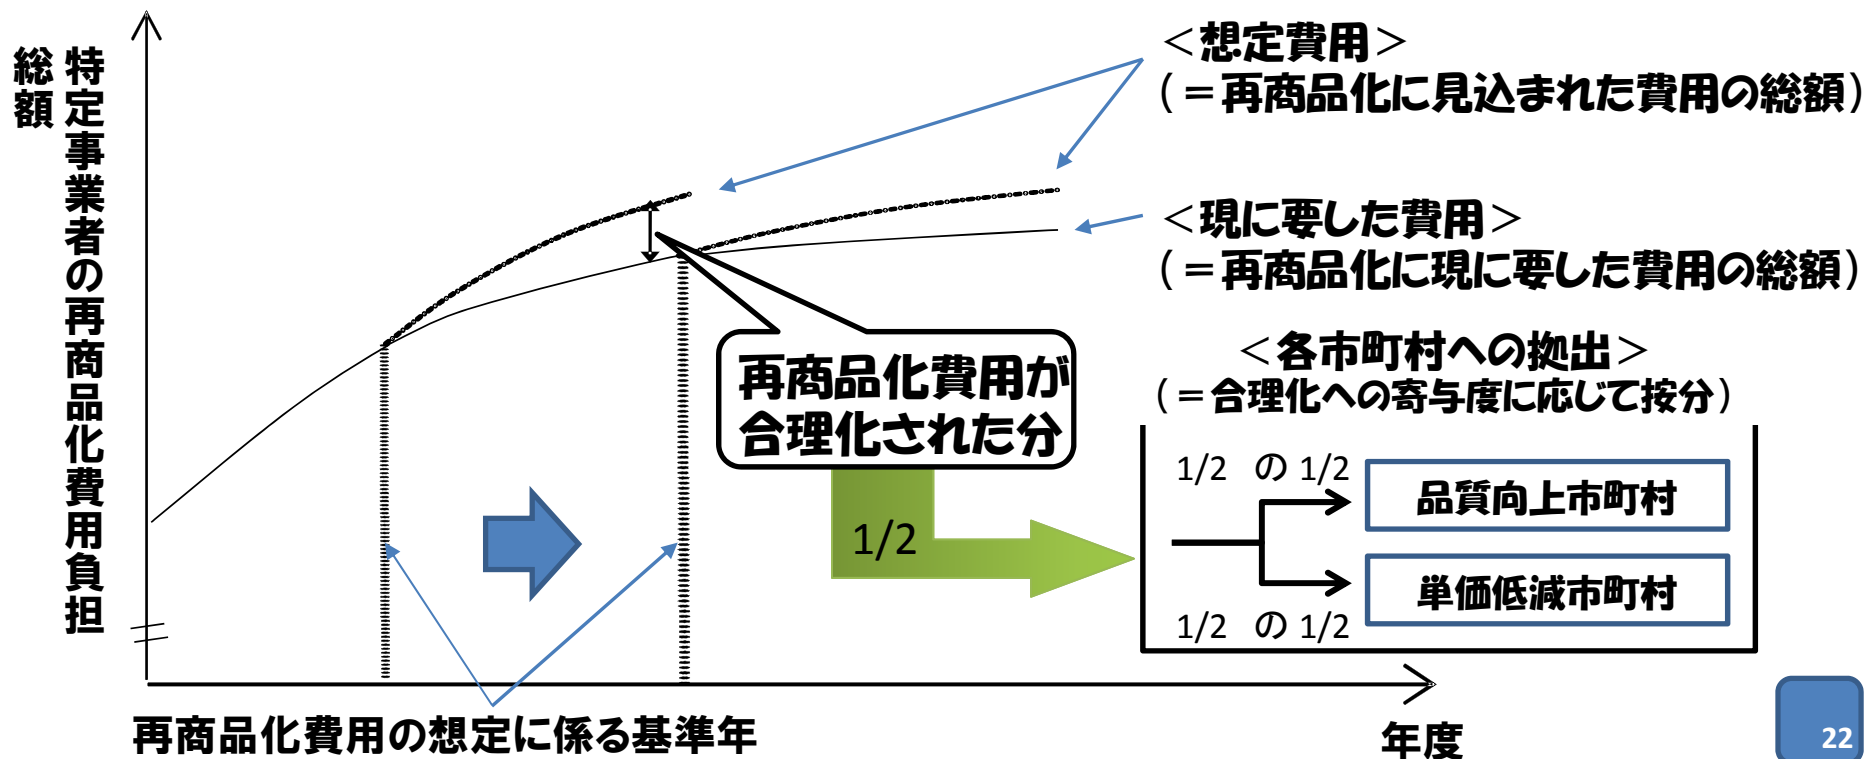 特定事業者の再商品化費用負担
総額
＜想定費用＞
（＝再商品化に見込まれた費用の総額）
＜現に要した費用＞
（＝再商品化に現に要した費用の総額）
再商品化費用が
合理化された分
＜各市町村への拠出＞
（＝合理化への寄与度に応じて按分）
1/2 の 1/2
品質向上市町村
1/2
単価低減市町村
1/2 の 1/2
再商品化費用の想定に係る基準年
年度
22